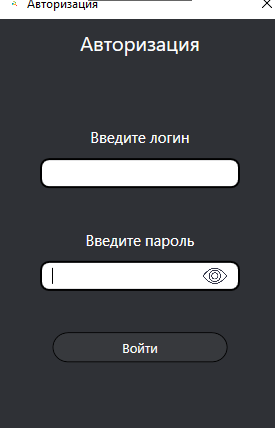 Авторизация
Авторизация
Введите логин
Введите пароль
Войти